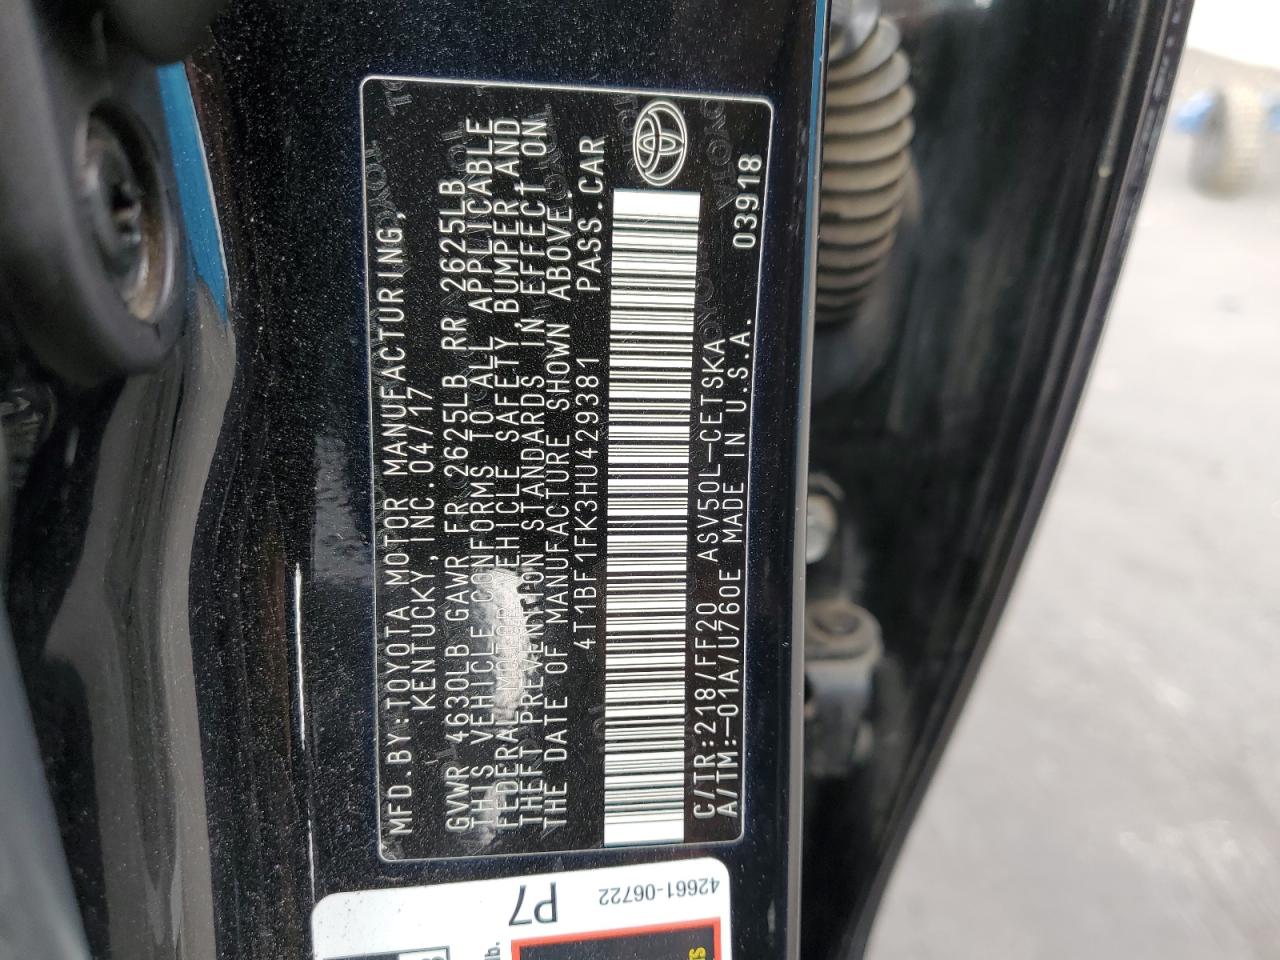 MFD.BY:TOYOTA MOTOR MANUFACTURING,
KENTUCKY, INC. 04/17
GVWR 4630LB GAWR FR 2625LB RR 2625LB
THIS VEHICLE CONFORMS TO ALL APPLICABLE
FEDERAL MOTOR VEHICLE SAFETY, BUMPER, AND
THEFT PREVENTION STANDARDS IN EFFECT ON
THE DATE OF MANUFACTURE SHOWN ABOVE.
4T1BF1FK3HU429381 PASS.CAR
C/TR:218/FF20 ASV50L-CETSKA
A/TM:-01A/U760E MADE IN U.S.A.
03918
42661-06722
P7
lb.